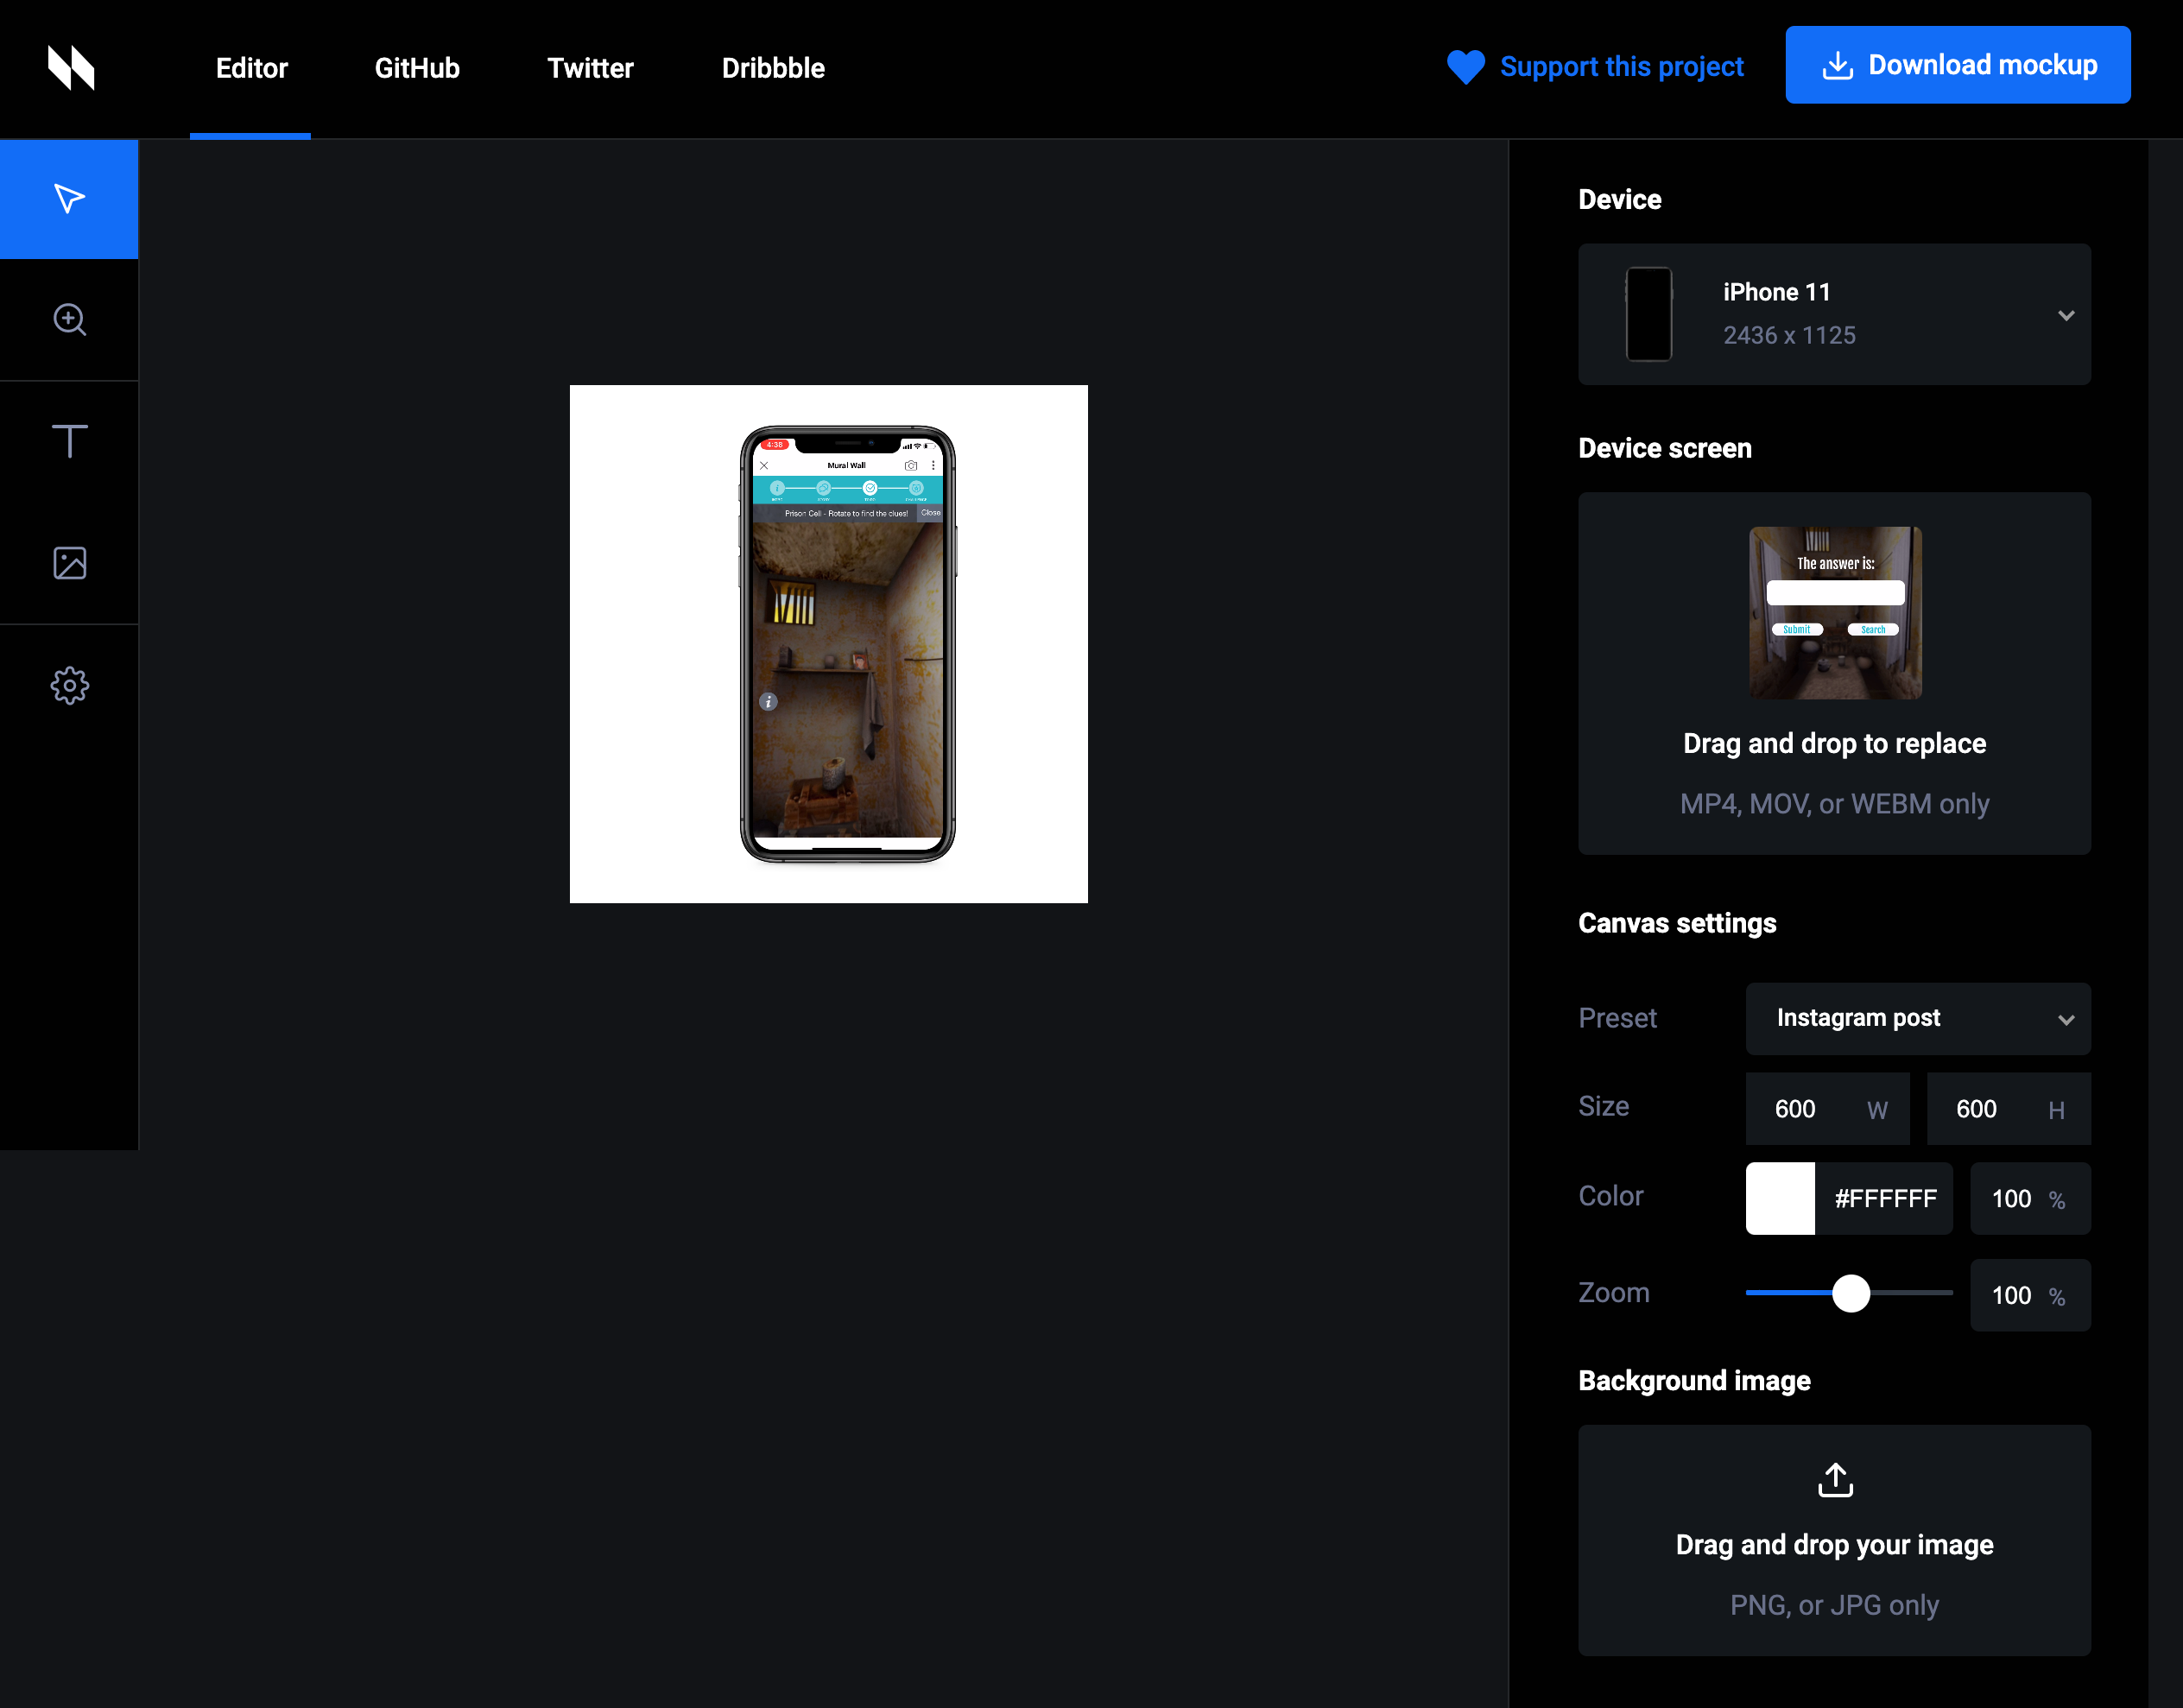 Editor
GitHub
Twitter
Dribbble
Support this project
Download mockup
4:38
Mural Wall
Prison Cell - Rotate to find the clues!
Close
i
Device
iPhone 11
2436 x 1125
Device screen
The answer is:
Submit
Search
Drag and drop to replace
MP4, MOV, or WEBM only
Canvas settings
Preset
Instagram post
Size
600 W
600 H
Color
#FFFFFF
100 %
Zoom
100 %
Background image
Drag and drop your image
PNG, or JPG only